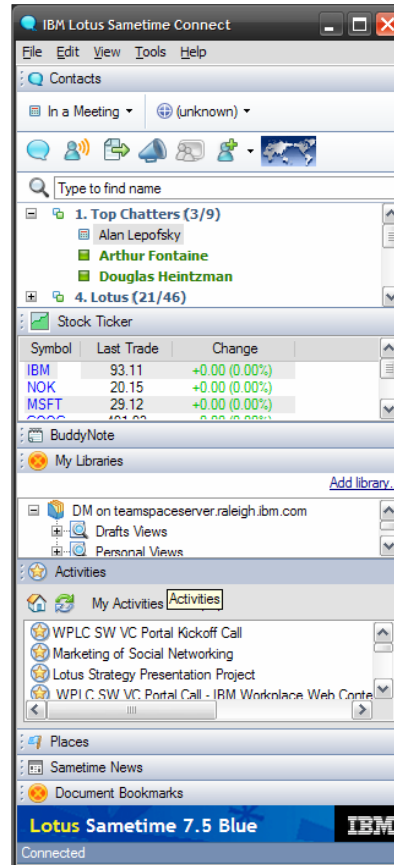 IBM Lotus Sametime Connect
File Edit View Tools Help
Contacts
In a Meeting (unknown)
Type to find name
1. Top Chatters (3/9)
Alan Lepofsky
Arthur Fontaine
Douglas Heintzman
4. Lotus (21/46)
Stock Ticker
Symbol Last Trade Change
IBM 93.11 +0.00 (0.00%)
NOK 20.15 +0.00 (0.00%)
MSFT 29.12 +0.00 (0.00%)
BuddyNote
My Libraries
Add library.
DM on teamspaceserver.raleigh.ibm.com
Drafts Views
Personal Views
Activities
My Activities Activities
WPLC SW VC Portal Kickoff Call
Marketing of Social Networking
Lotus Strategy Presentation Project
WPLC SW VC Portal Call - IBM Workplace Web Conte
Places
Sametime News
Document Bookmarks
Lotus Sametime 7.5 Blue IBM
Connected